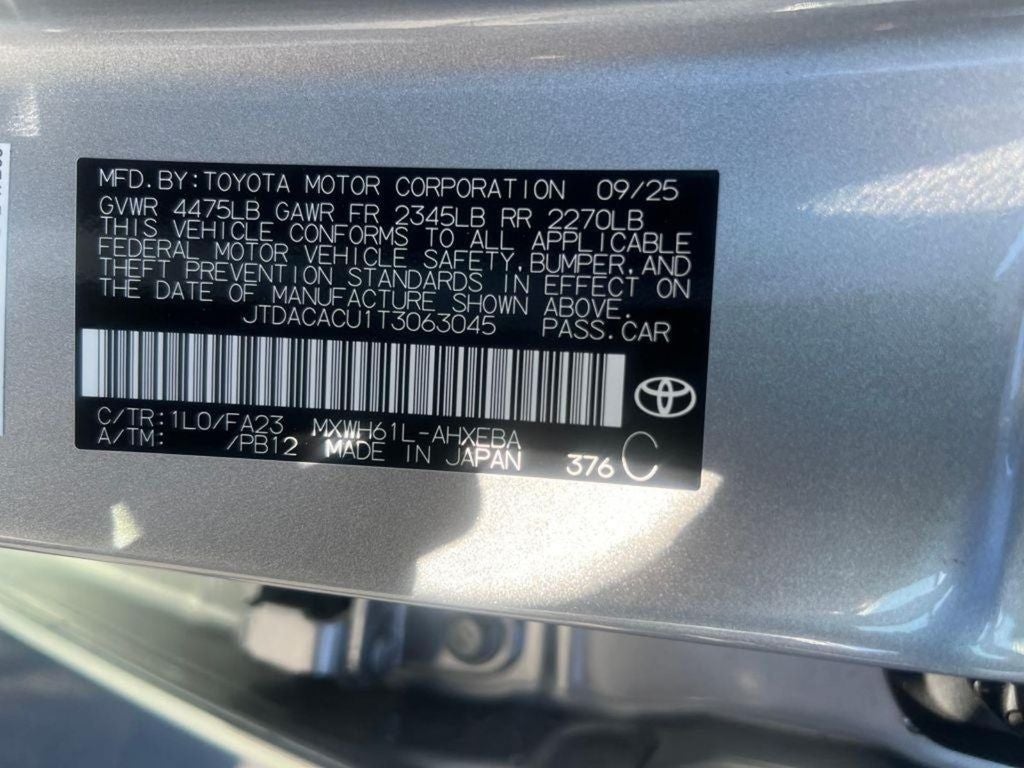 MFD.BY:TOYOTA MOTOR CORPORATION 09/25
GVWR 4475LB GAWR FR 2345LB RR 2270LB
THIS VEHICLE CONFORMS TO ALL APPLICABLE
FEDERAL MOTOR VEHICLE SAFETY,BUMPER,AND
THEFT PREVENTION STANDARDS IN EFFECT ON
THE DATE OF MANUFACTURE SHOWN ABOVE.
JTDACACU1T3063045 PASS.CAR
C/TR:1L0/FA23 MXWH61L-AHXEBA
A/TM: /PB12 MADE IN JAPAN 376 C